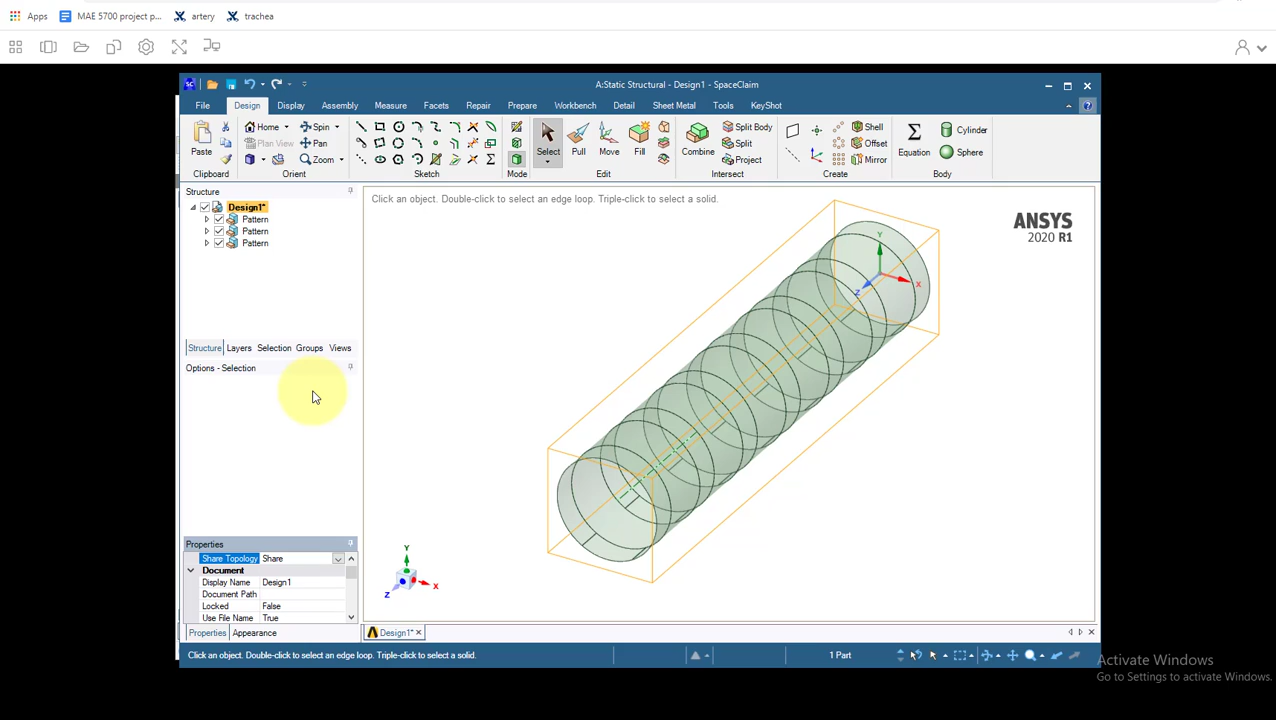 Apps MAE 5700 project p... artery trachea
A:Static Structural - Design1 - SpaceClaim
File Design Display Assembly Measure Facets Repair Prepare Workbench Detail Sheet Metal Tools KeyShot
Home Spin Split Body Shell Cylinder
Plan View Pan Split Offset
Paste Zoom Select Pull Move Fill Combine Project Mirror Equation Sphere
Clipboard Orient Sketch Mode Edit Intersect Create Body
Structure
Design1*
Pattern
Pattern
Pattern
Structure Layers Selection Groups Views
Options - Selection
Properties
Share Topology Share
Document
Display Name Design1
Document Path
Locked False
Use File Name True
Properties Appearance
Click an object. Double-click to select an edge loop. Triple-click to select a solid.
ANSYS
2020 R1
Y
X
Z
Y
X
Z
Design1*
Click an object. Double-click to select an edge loop. Triple-click to select a solid. 1 Part
Activate Windows
Go to Settings to activate Windows.